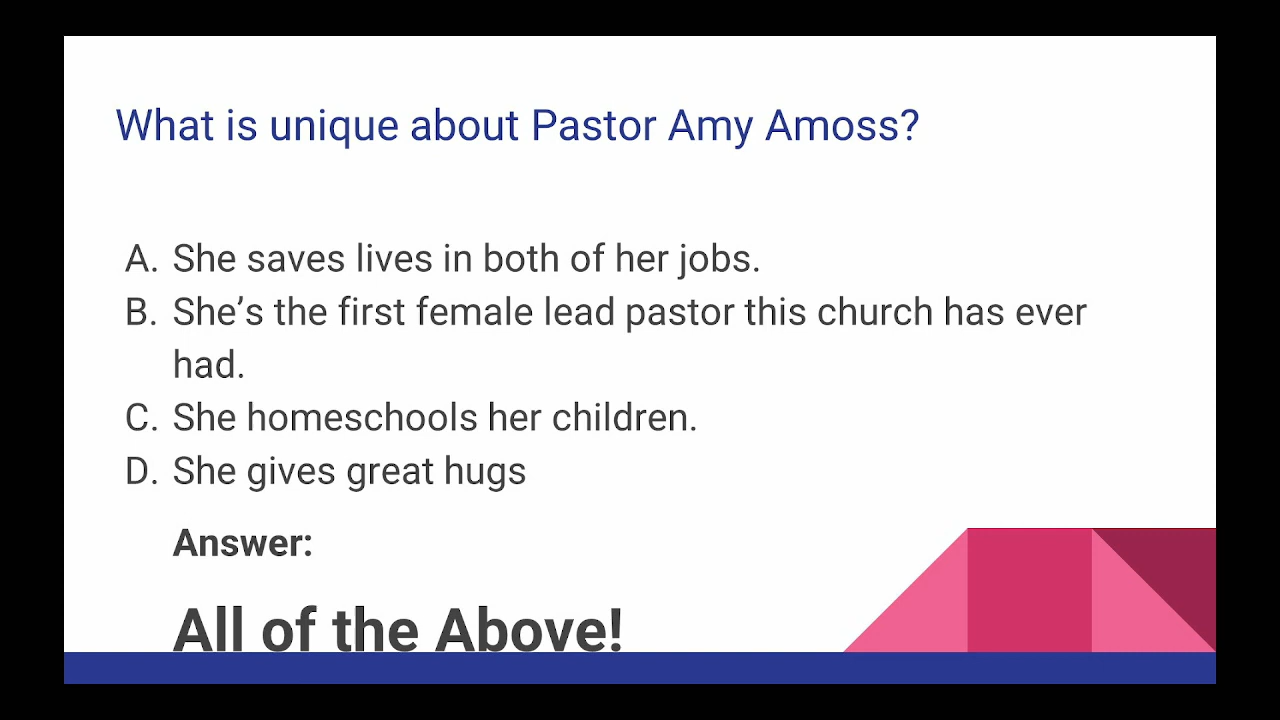 What is unique about Pastor Amy Amoss?
A. She saves lives in both of her jobs.
B. She’s the first female lead pastor this church has ever
had.
C. She homeschools her children.
D. She gives great hugs
Answer:
All of the Above!